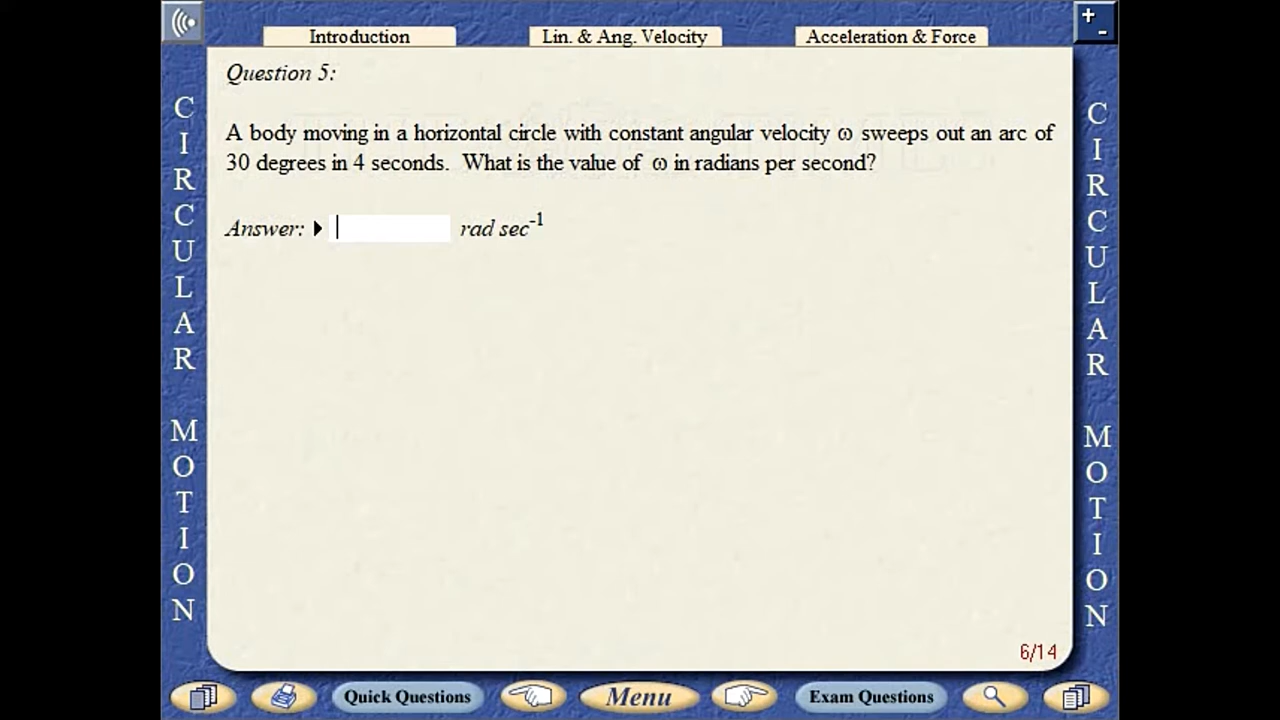 Introduction
Lin. & Ang. Velocity
Acceleration & Force
+
-
Question 5:
A body moving in a horizontal circle with constant angular velocity ω sweeps out an arc of
30 degrees in 4 seconds. What is the value of ω in radians per second?
Answer: rad sec⁻¹
CIRCULAR MOTION
CIRCULAR MOTION
6/14
Quick Questions
Menu
Exam Questions